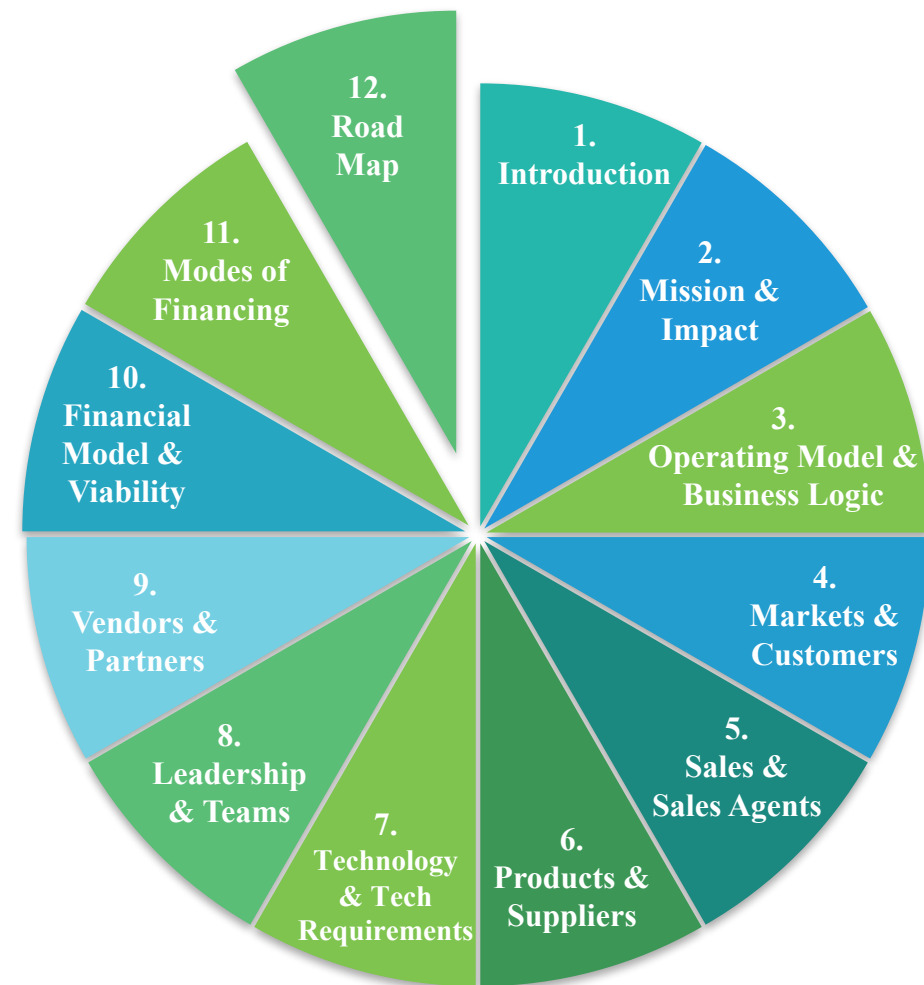 1.
Introduction
2.
Mission &
Impact
3.
Operating Model &
Business Logic
4.
Markets &
Customers
5.
Sales &
Sales Agents
6.
Products &
Suppliers
7.
Technology
& Tech
Requirements
8.
Leadership
& Teams
9.
Vendors &
Partners
10.
Financial
Model &
Viability
11.
Modes of
Financing
12.
Road
Map